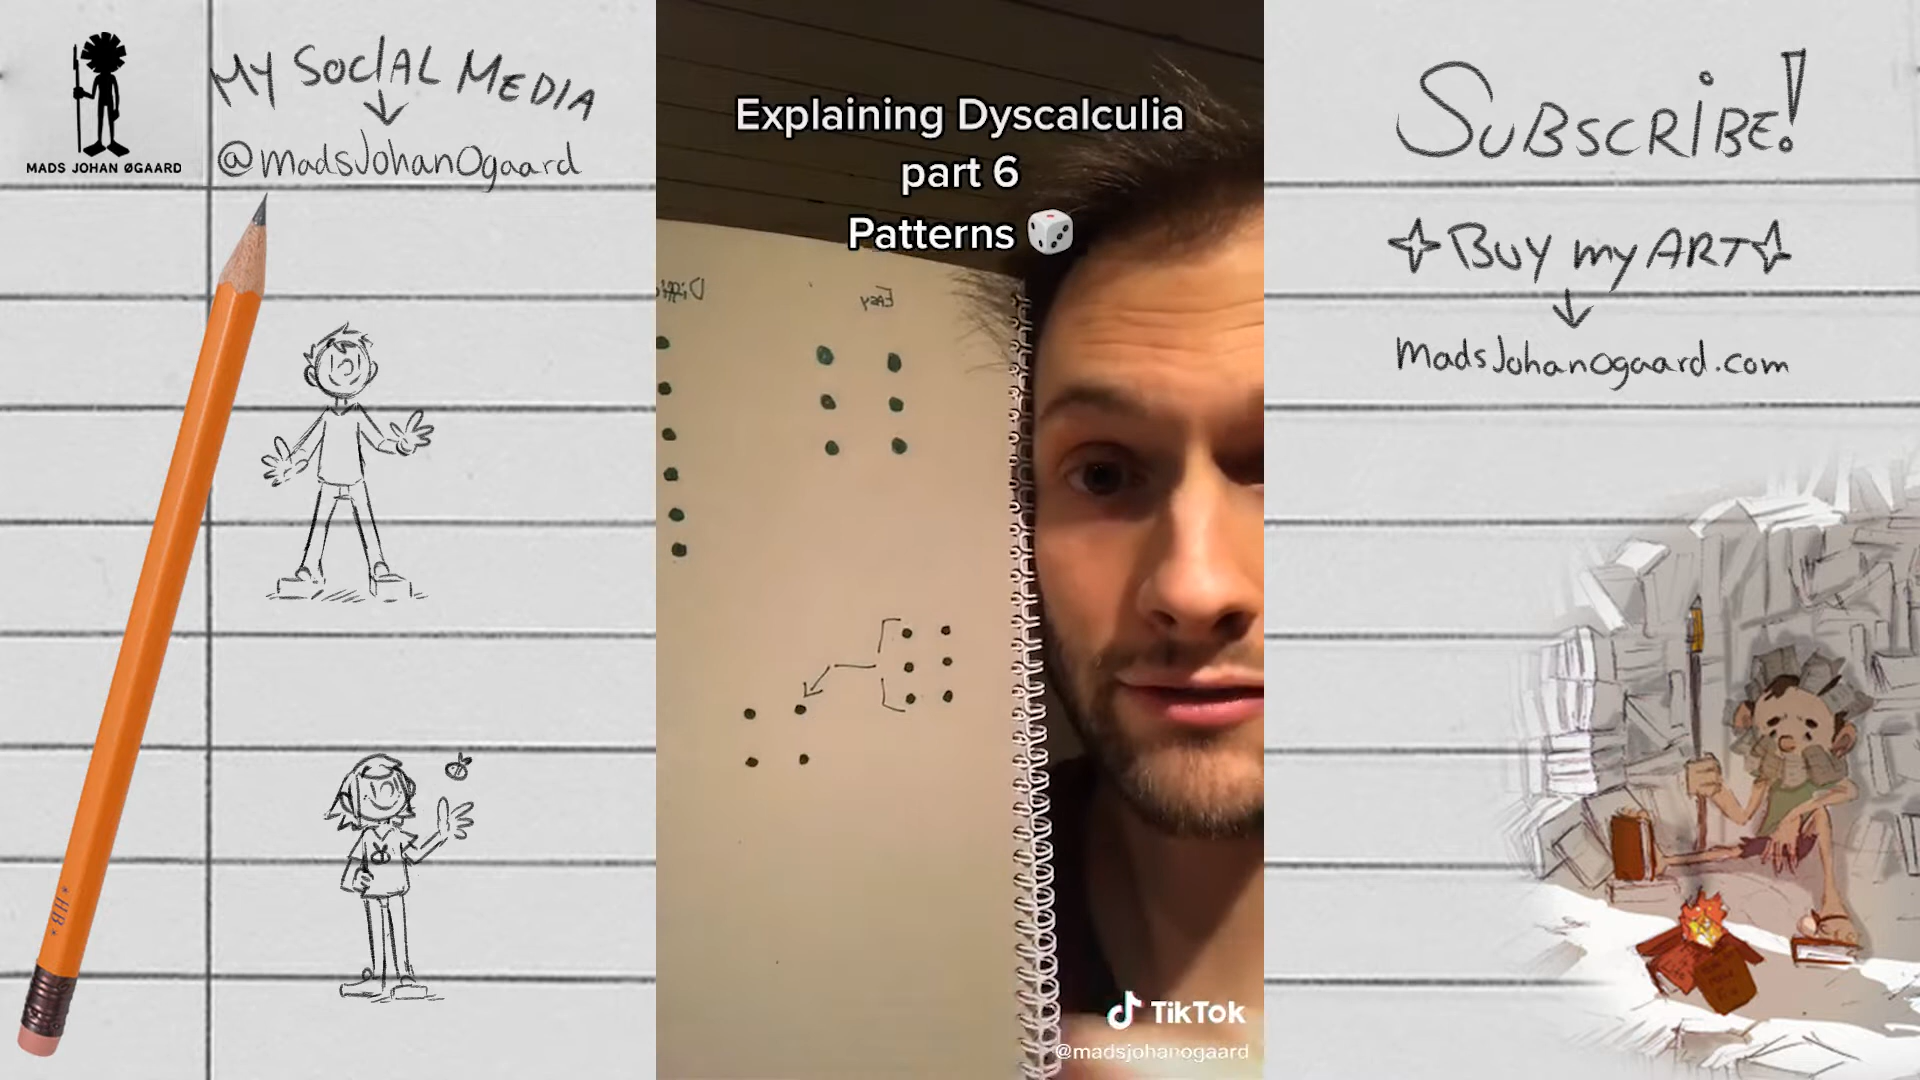 MADS JOHAN ØGAARD
MY SOCIAL MEDIA
@madsJohanOgaard
*HB*
Explaining Dyscalculia
part 6
Patterns
Easy
TikTok
@madsjohanogaard
SUBSCRIBE!
BUY my ART
madsJohanOgaard.com